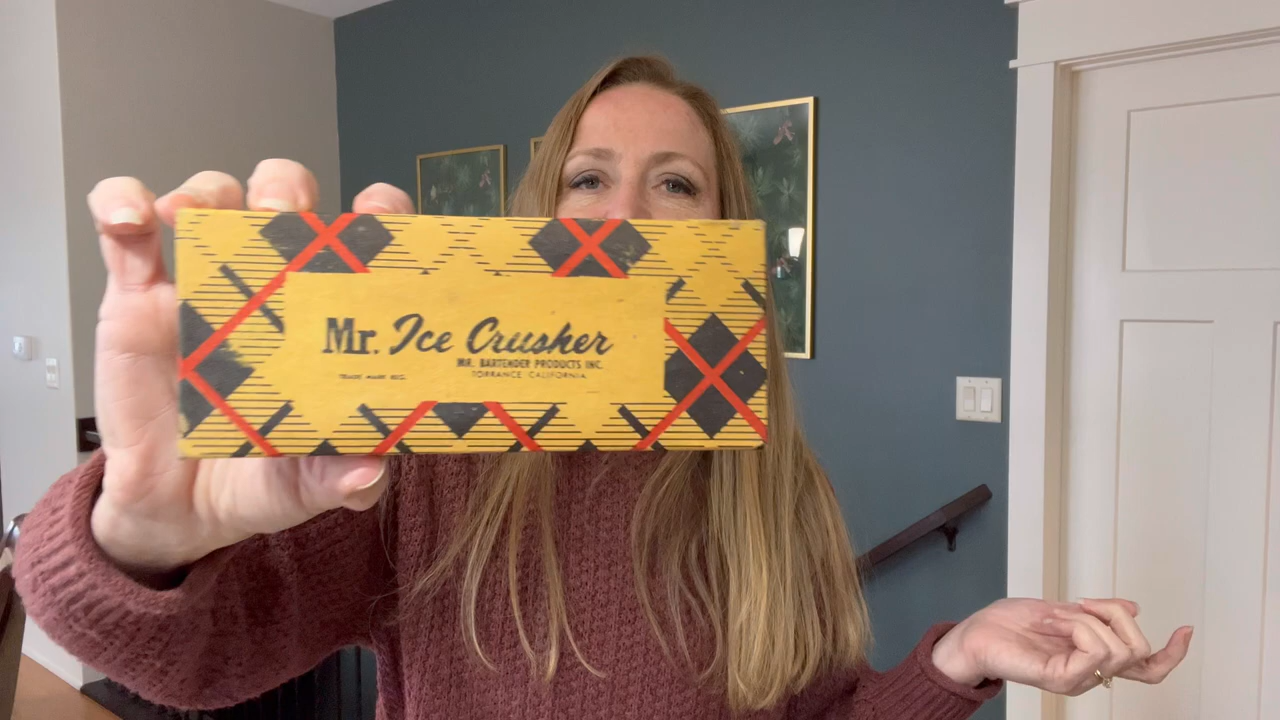 Mr. Ice Crusher
MR. BARTENDER PRODUCTS INC.
TRADE MARK REG. TORRANCE, CALIFORNIA